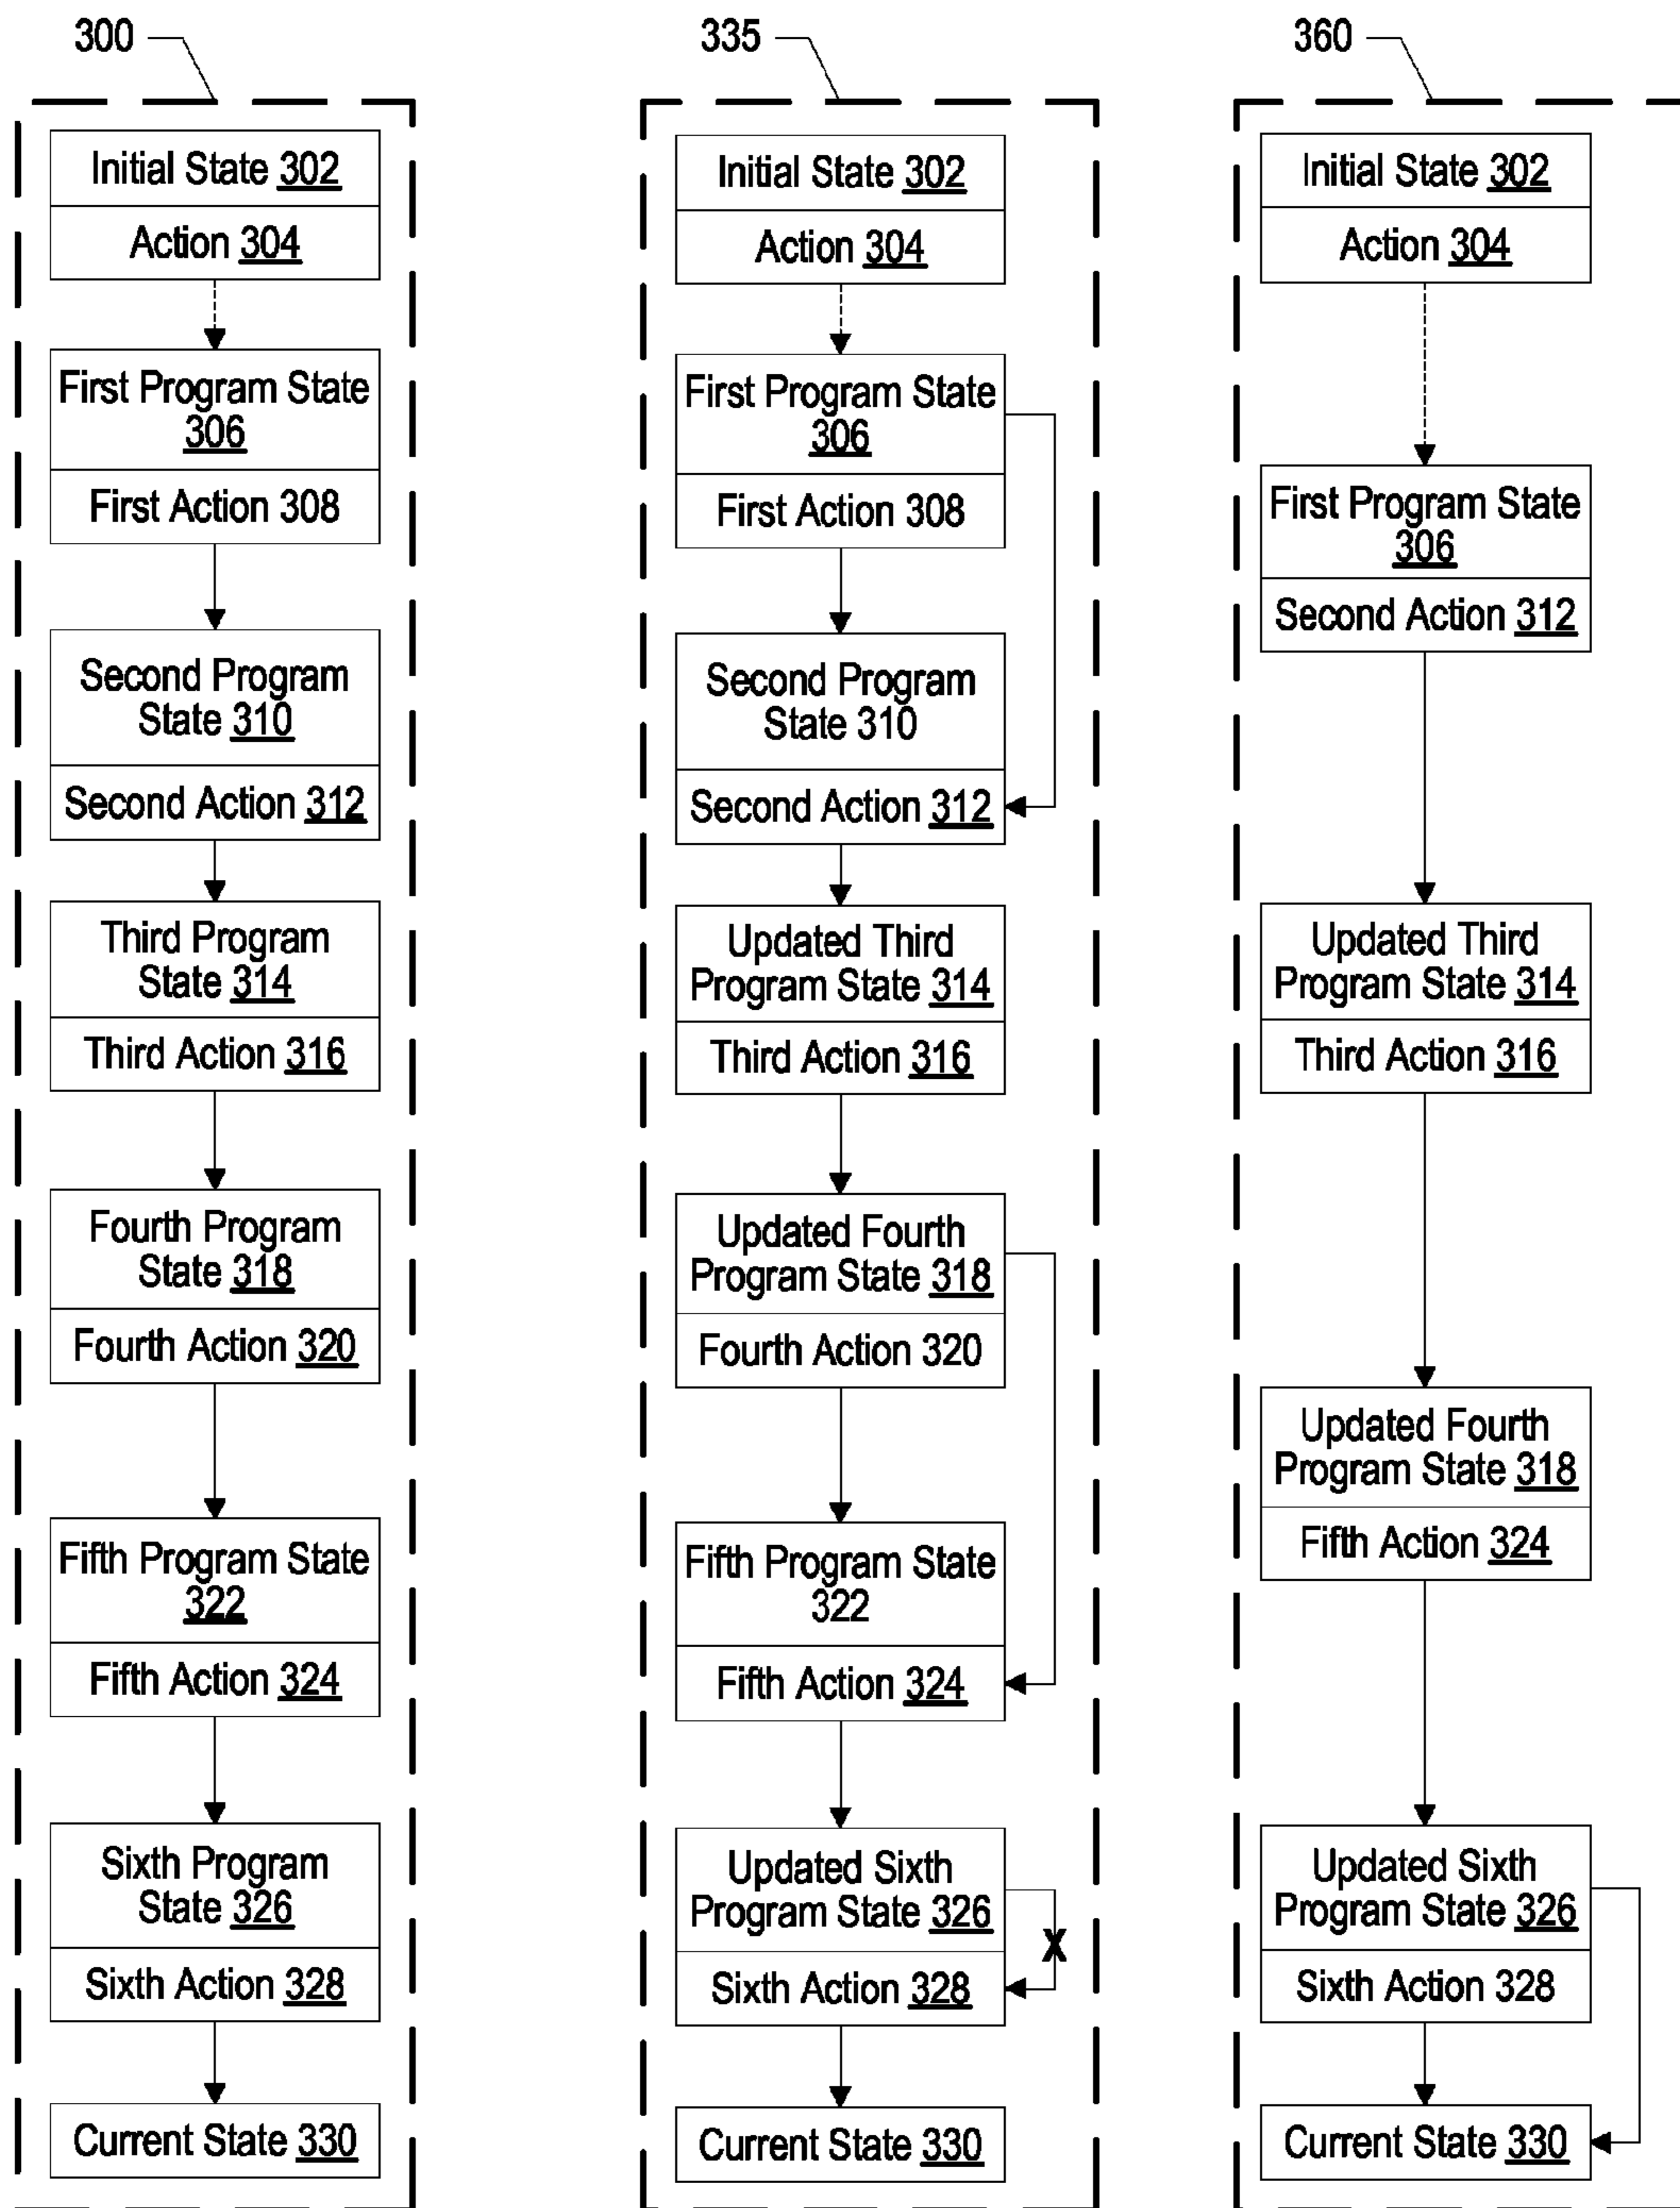 300
Initial State 302
Action 304
First Program State
306
First Action 308
Second Program
State 310
Second Action 312
Third Program
State 314
Third Action 316
Fourth Program
State 318
Fourth Action 320
Fifth Program State
322
Fifth Action 324
Sixth Program
State 326
Sixth Action 328
Current State 330
335
Initial State 302
Action 304
First Program State
306
First Action 308
Second Program
State 310
Second Action 312
Updated Third
Program State 314
Third Action 316
Updated Fourth
Program State 318
Fourth Action 320
Fifth Program State
322
Fifth Action 324
Updated Sixth
Program State 326
X
Sixth Action 328
Current State 330
360
Initial State 302
Action 304
First Program State
306
Second Action 312
Updated Third
Program State 314
Third Action 316
Updated Fourth
Program State 318
Fifth Action 324
Updated Sixth
Program State 326
Sixth Action 328
Current State 330